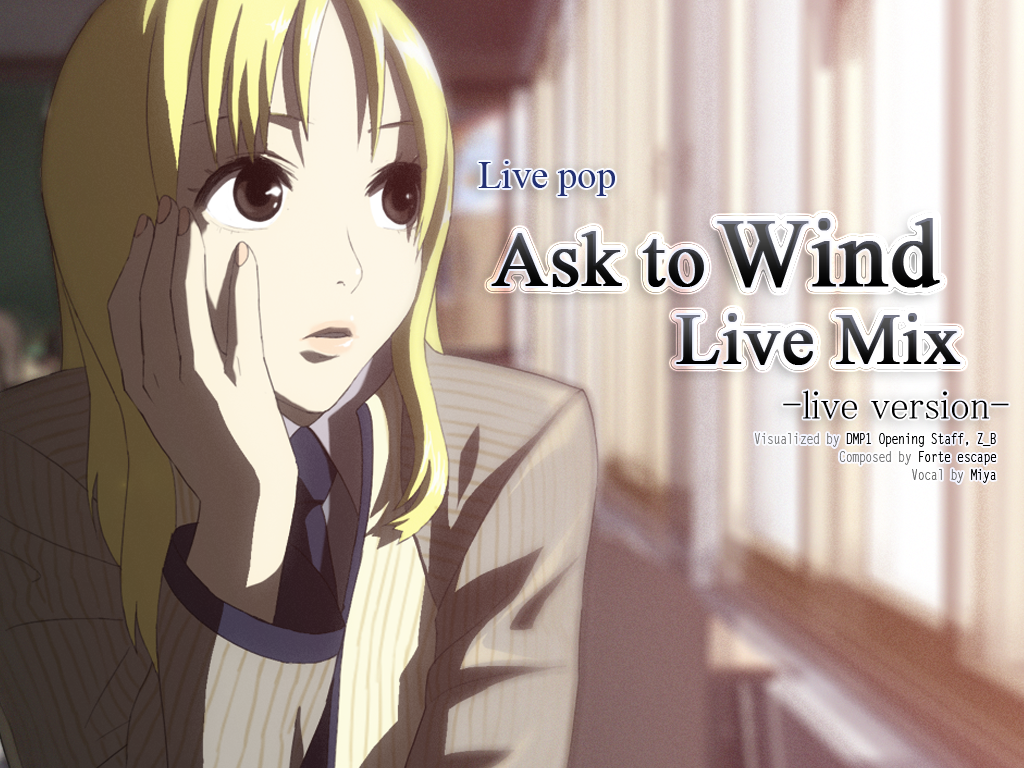 Live pop
Ask to Wind
Live Mix
-live version-
Visualized by DMP1 Opening Staff, Z_B
Composed by Forte escape
Vocal by Miya